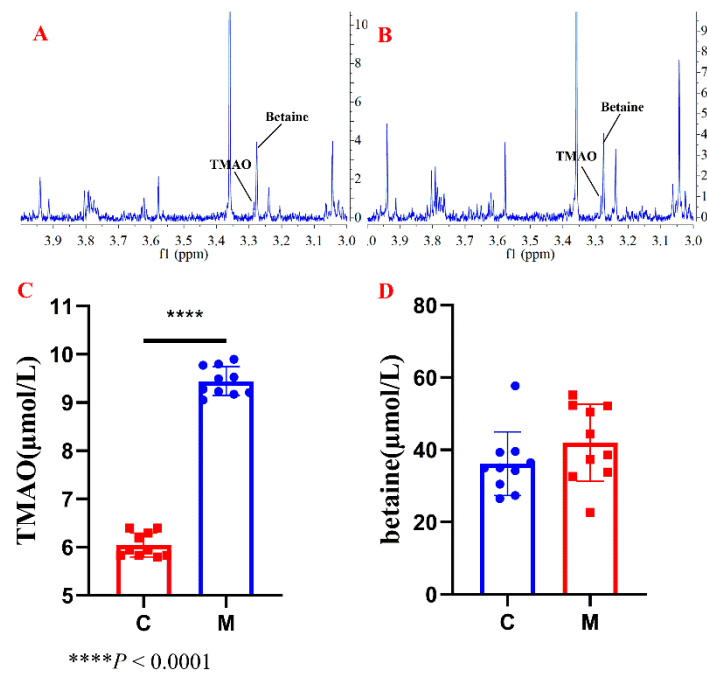 A
B
10
8
6
4
2
0
Betaine
TMAO
3.9 3.8 3.7 3.6 3.5 3.4 3.3 3.2 3.1 3.0
f1 (ppm)
9
8
7
6
5
4
3
2
1
0
Betaine
TMAO
.0 3.9 3.8 3.7 3.6 3.5 3.4 3.3 3.2 3.1 3.0
f1 (ppm)
C
TMAO(μmol/L)
11
10
9
8
7
6
5
****
C M
****P < 0.0001
D
betaine(μmol/L)
80
60
40
20
0
C M